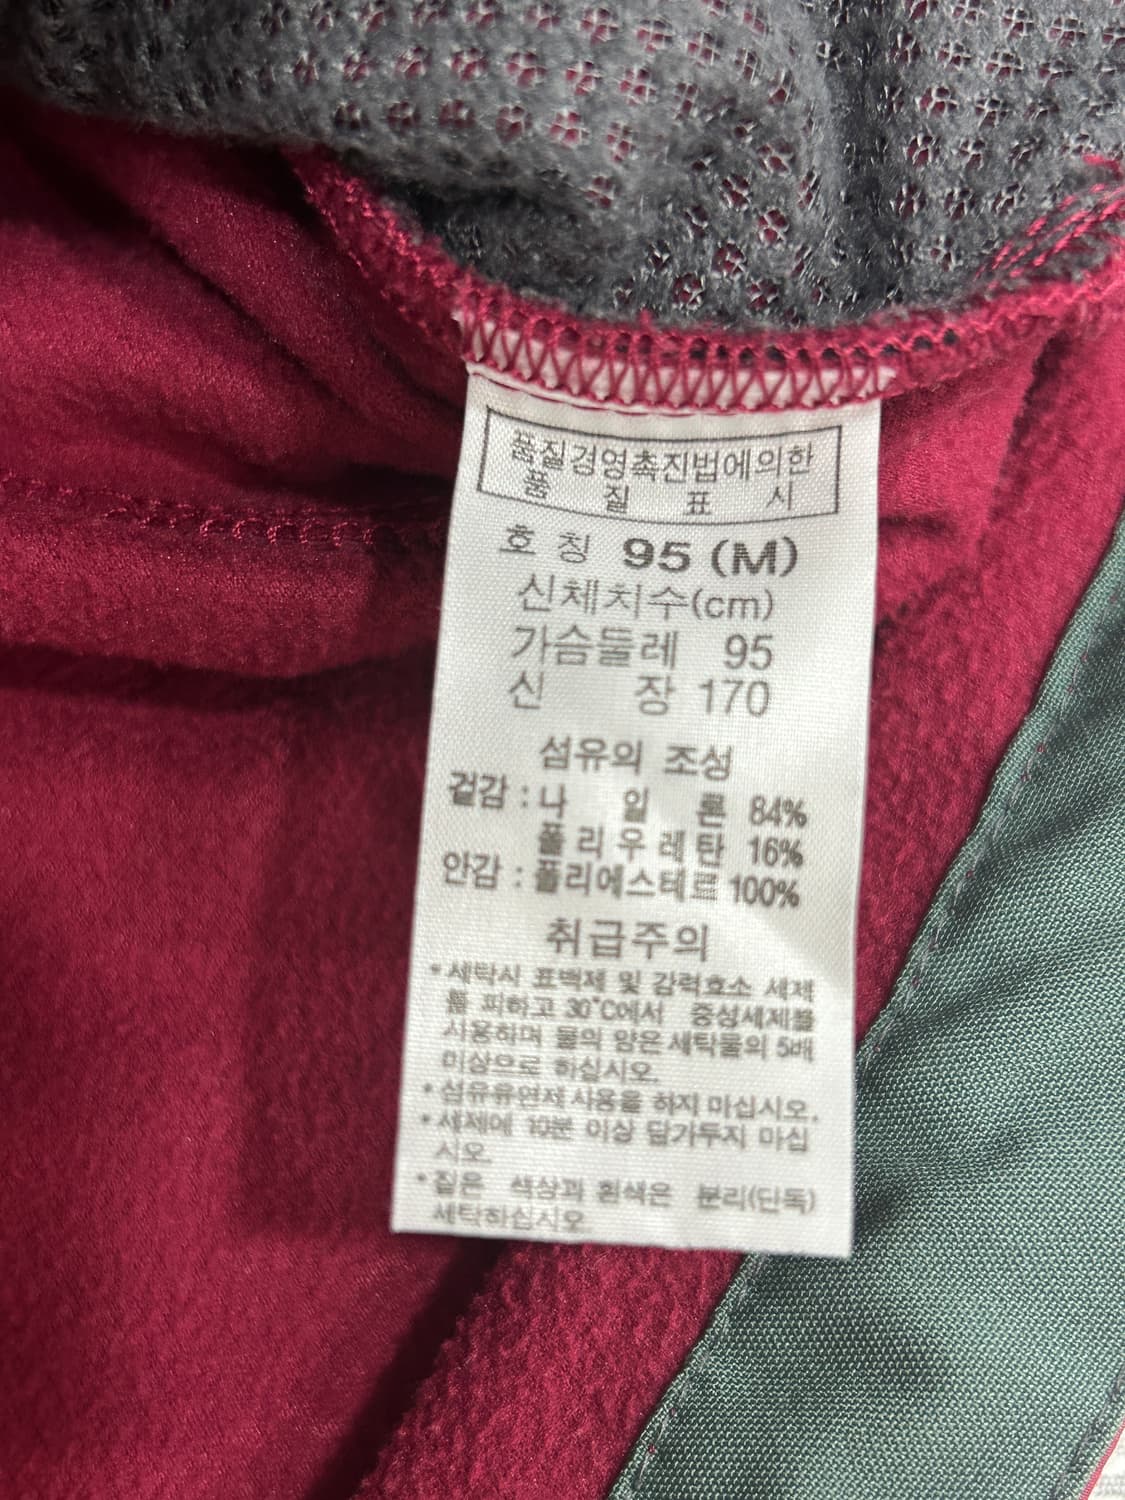 품질경영촉진법에의한
품 질 표 시
호 칭 95 (M)
신체치수(cm)
가슴둘레 95
신 장 170
섬유의 조성
겉감 : 나 일 론 84%
폴 리 우 레 탄 16%
안감 : 폴리에스테르 100%
취급주의
*세탁시 표백제 및 강력효소 세제
를 피하고 30°C에서 중성세제를
사용하며 물의 양은 세탁물의 5배
이상으로 하십시오.
*섬유유연제 사용을 하지 마십시오.
*세제에 10분 이상 담가두지 마십
시오.
*짙은 색상과 흰색은 분리(단독)
세탁하십시오.